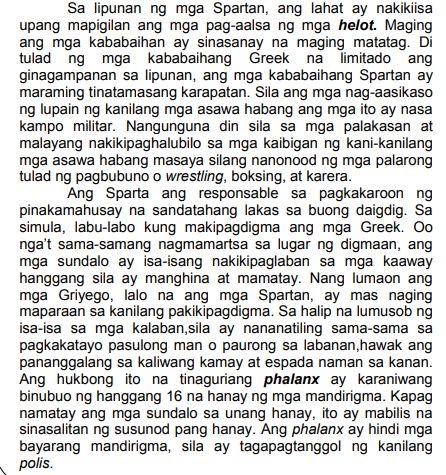 Sa lipunan ng mga Spartan, ang lahat ay nakikiisa
upang mapigilan ang mga pag-aalsa ng mga helot. Maging
ang mga kababaihan ay sinasanay na maging matatag. Di
tulad ng mga kababaihang Greek na limitado ang
ginagampanan sa lipunan, ang mga kababaihang Spartan ay
maraming tinatamasang karapatan. Sila ang mga nag-aasikaso
ng lupain ng kanilang mga asawa habang ang mga ito ay nasa
kampo militar. Nangunguna din sila sa mga palakasan at
malayang nakikipaghalubilo sa mga kaibigan ng kani-kanilang
mga asawa habang masaya silang nanonood ng mga palarong
tulad ng pagbubuno o wrestling, boksing, at karera.
Ang Sparta ang responsable sa pagkakaroon ng
pinakamahusay na sandatahang lakas sa buong daigdig. Sa
simula, labu-labo kung makipagdigma ang mga Greek. Oo
nga't sama-samang nagmamartsa sa lugar ng digmaan, ang
mga sundalo ay isa-isang nakikipaglaban sa mga kaaway
hanggang sila ay manghina at mamatay. Nang lumaon ang
mga Griyego, lalo na ang mga Spartan, ay mas naging
maparaan sa kanilang pakikipagdigma. Sa halip na lumusob ng
isa-isa sa mga kalaban,sila ay nananatiling sama-sama sa
pagkakatayo pasulong man o paurong sa labanan,hawak ang
pananggalang sa kaliwang kamay at espada naman sa kanan.
Ang hukbong ito na tinaguriang phalanx ay karaniwang
binubuo ng hanggang 16 na hanay ng mga mandirigma. Kapag
namatay ang mga sundalo sa unang hanay, ito ay mabilis na
sinasalitan ng susunod pang hanay. Ang phalanx ay hindi mga
bayarang mandirigma, sila ay tagapagtanggol ng kanilang
polis.